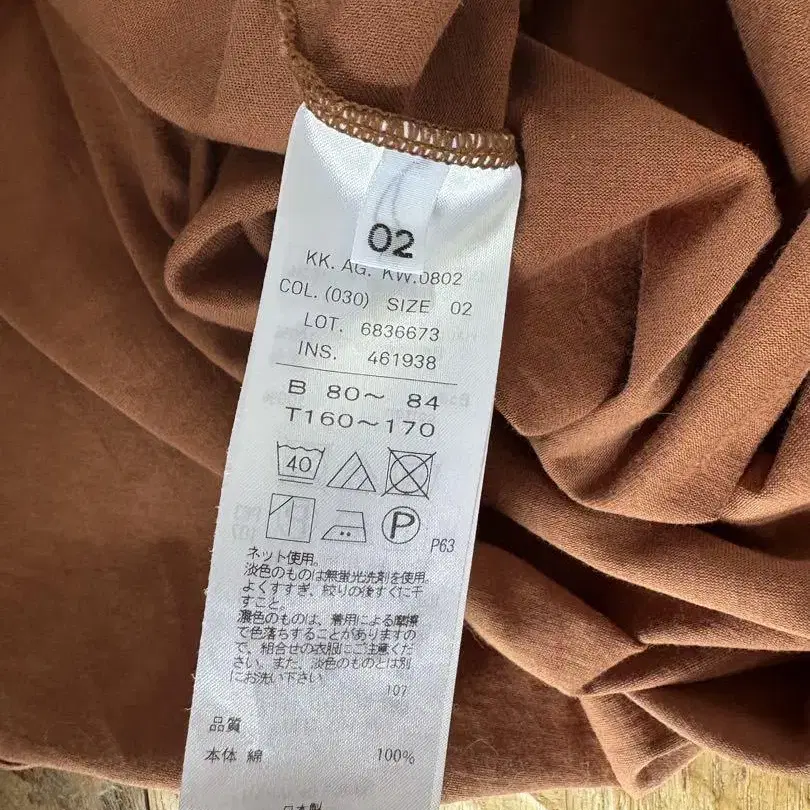 02
KK. AG. KW.0802
COL. (030) SIZE 02
LOT. 6836673
INS. 461938
B 80～ 84
T160～170
40
P
P63
ネット使用。
淡色のものは無蛍光洗剤を使用。
よくすすぎ、絞りの後すぐに干
すこと。
濃色のものは、着用による摩擦
で色落ちすることがありますの
で、組合せの衣服にご注意くだ
さい。また、淡色のものとは別
にお洗い下さい
107
品質
本体 綿 100%
日本製